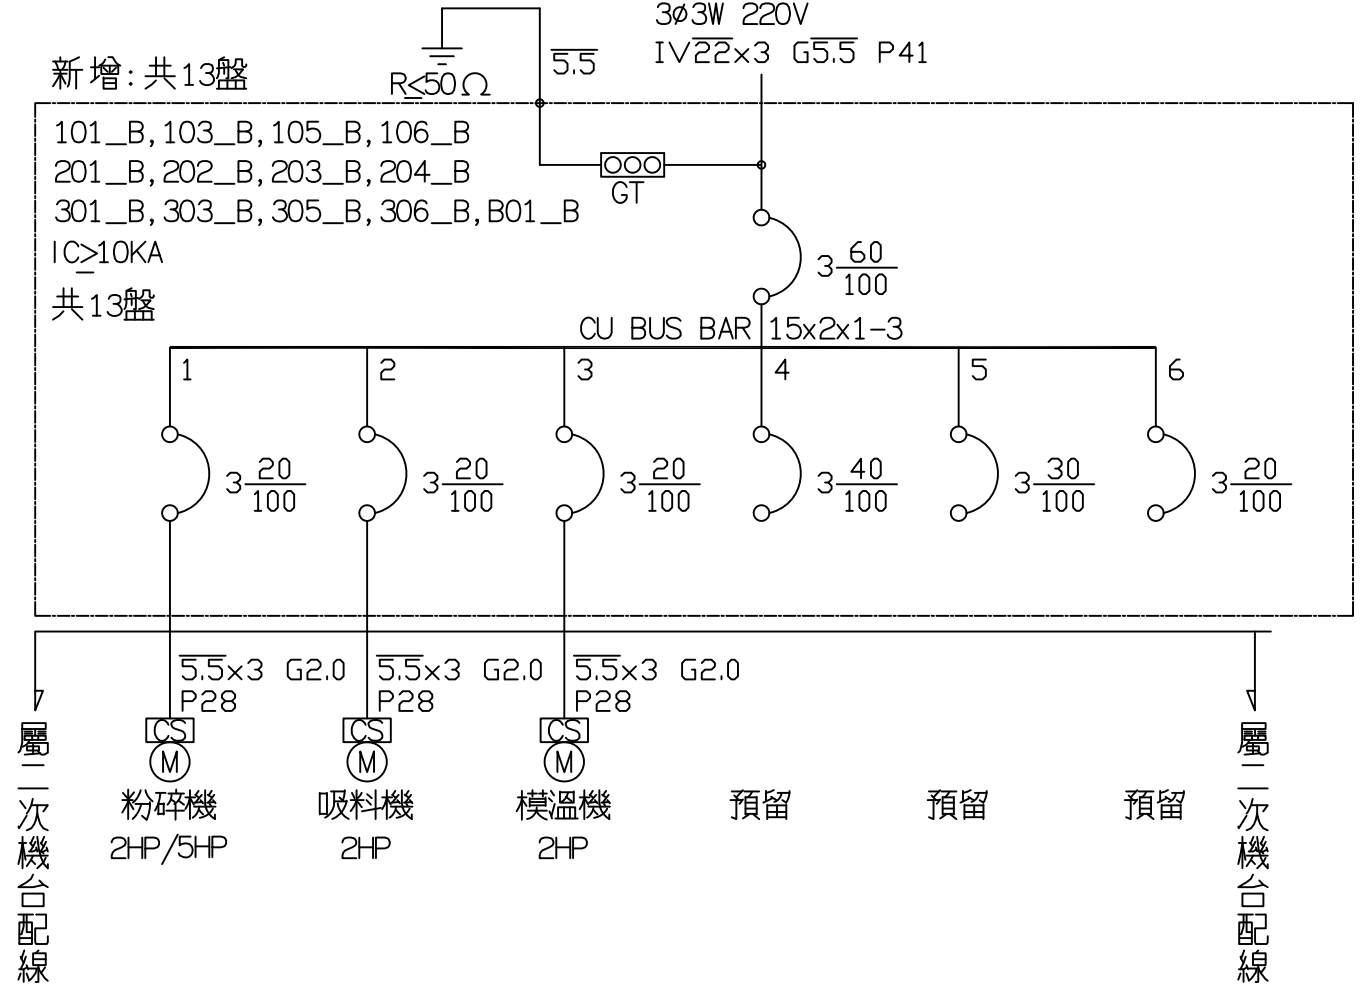 3ø3W 220V
IV22x3 G5.5 P41
5.5
R≤50Ω
新增:共13盤
101_B,103_B,105_B,106_B
201_B,202_B,203_B,204_B
301_B,303_B,305_B,306_B,B01_B
IC≥10KA
共13盤
GT
3 60/100
CU BUS BAR 15x2x1-3
1 2 3 4 5 6
3 20/100 3 20/100 3 20/100 3 40/100 3 30/100 3 20/100
5.5x3 G2.0 5.5x3 G2.0 5.5x3 G2.0
P28 P28 P28
CS CS CS
M M M
粉碎機 吸料機 模溫機 預留 預留 預留
2HP/5HP 2HP 2HP
屬二次機台配線
屬二次機台配線